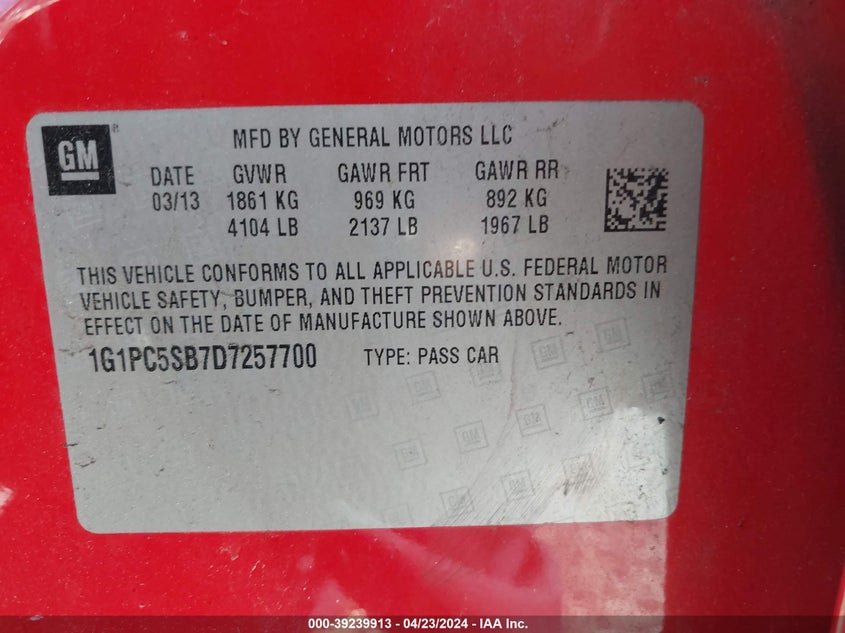 GM
MFD BY GENERAL MOTORS LLC
DATE GVWR GAWR FRT GAWR RR
03/13 1861 KG 969 KG 892 KG
4104 LB 2137 LB 1967 LB
THIS VEHICLE CONFORMS TO ALL APPLICABLE U.S. FEDERAL MOTOR
VEHICLE SAFETY, BUMPER, AND THEFT PREVENTION STANDARDS IN
EFFECT ON THE DATE OF MANUFACTURE SHOWN ABOVE.
1G1PC5SB7D7257700 TYPE: PASS CAR
000-39239913 - 04/23/2024 - IAA Inc.